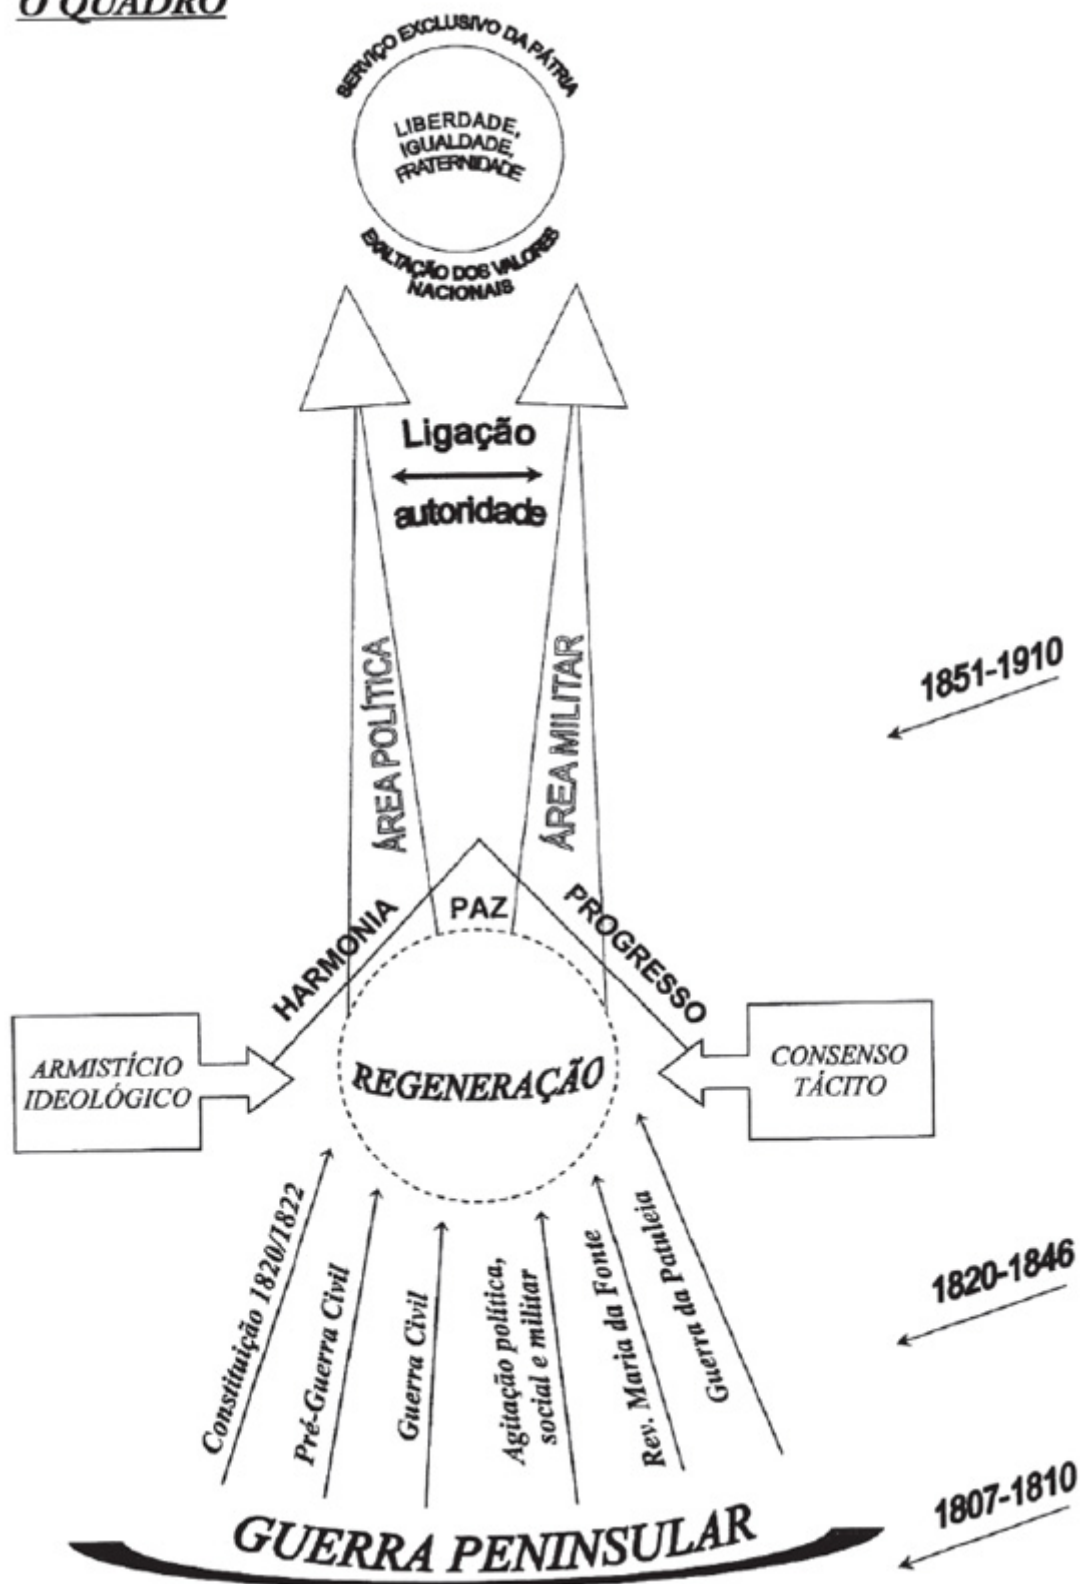 O QUADRO
SERVIÇO EXCLUSIVO DA PÁTRIA
LIBERDADE,
IGUALDADE,
FRATERNIDADE
EXALTAÇÃO DOS VALORES
NACIONAIS
Ligação
autoridade
ÁREA POLÍTICA
ÁREA MILITAR
1851-1910
HARMONIA
PAZ
PROGRESSO
ARMISTÍCIO
IDEOLÓGICO
REGENERAÇÃO
CONSENSO
TÁCITO
Constituição 1820/1822
Pré-Guerra Civil
Guerra Civil
Agitação política,
social e militar
Rev. Maria da Fonte
Guerra da Patuleia
1820-1846
GUERRA PENINSULAR
1807-1810